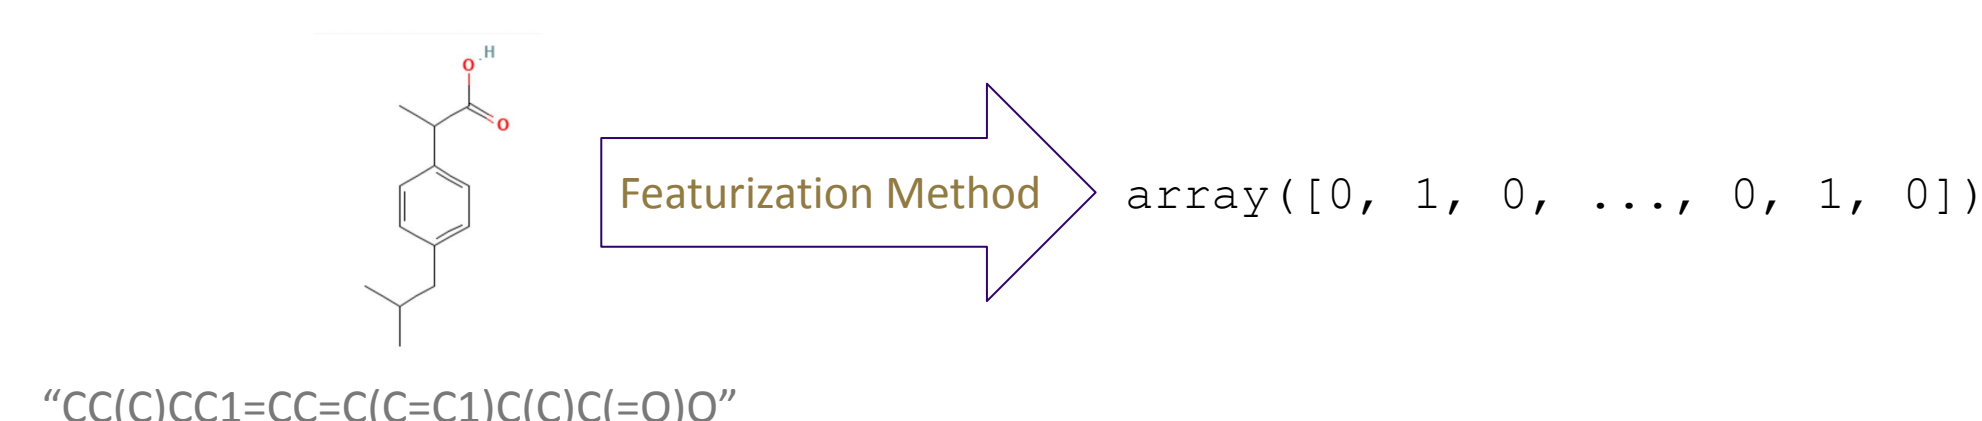 H
O
O
Featurization Method
array([0, 1, 0, ..., 0, 1, 0])
“CC(C)CC1=CC=C(C=C1)C(C)C(=O)O”